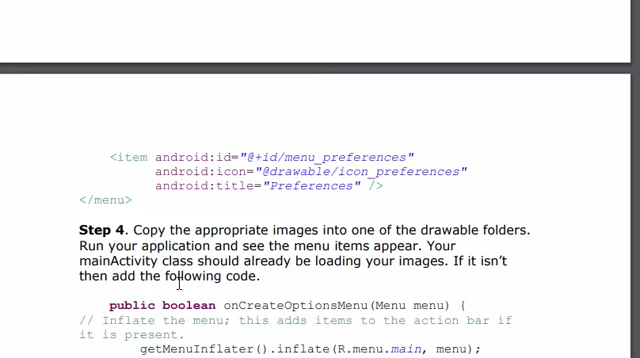 <item android:id="@+id/menu_preferences"
android:icon="@drawable/icon_preferences"
android:title="Preferences" />
</menu>
Step 4. Copy the appropriate images into one of the drawable folders.
Run your application and see the menu items appear. Your
mainActivity class should already be loading your images. If it isn't
then add the following code.
public boolean onCreateOptionsMenu(Menu menu) {
// Inflate the menu; this adds items to the action bar if
it is present.
getMenuInflater().inflate(R.menu.main, menu);